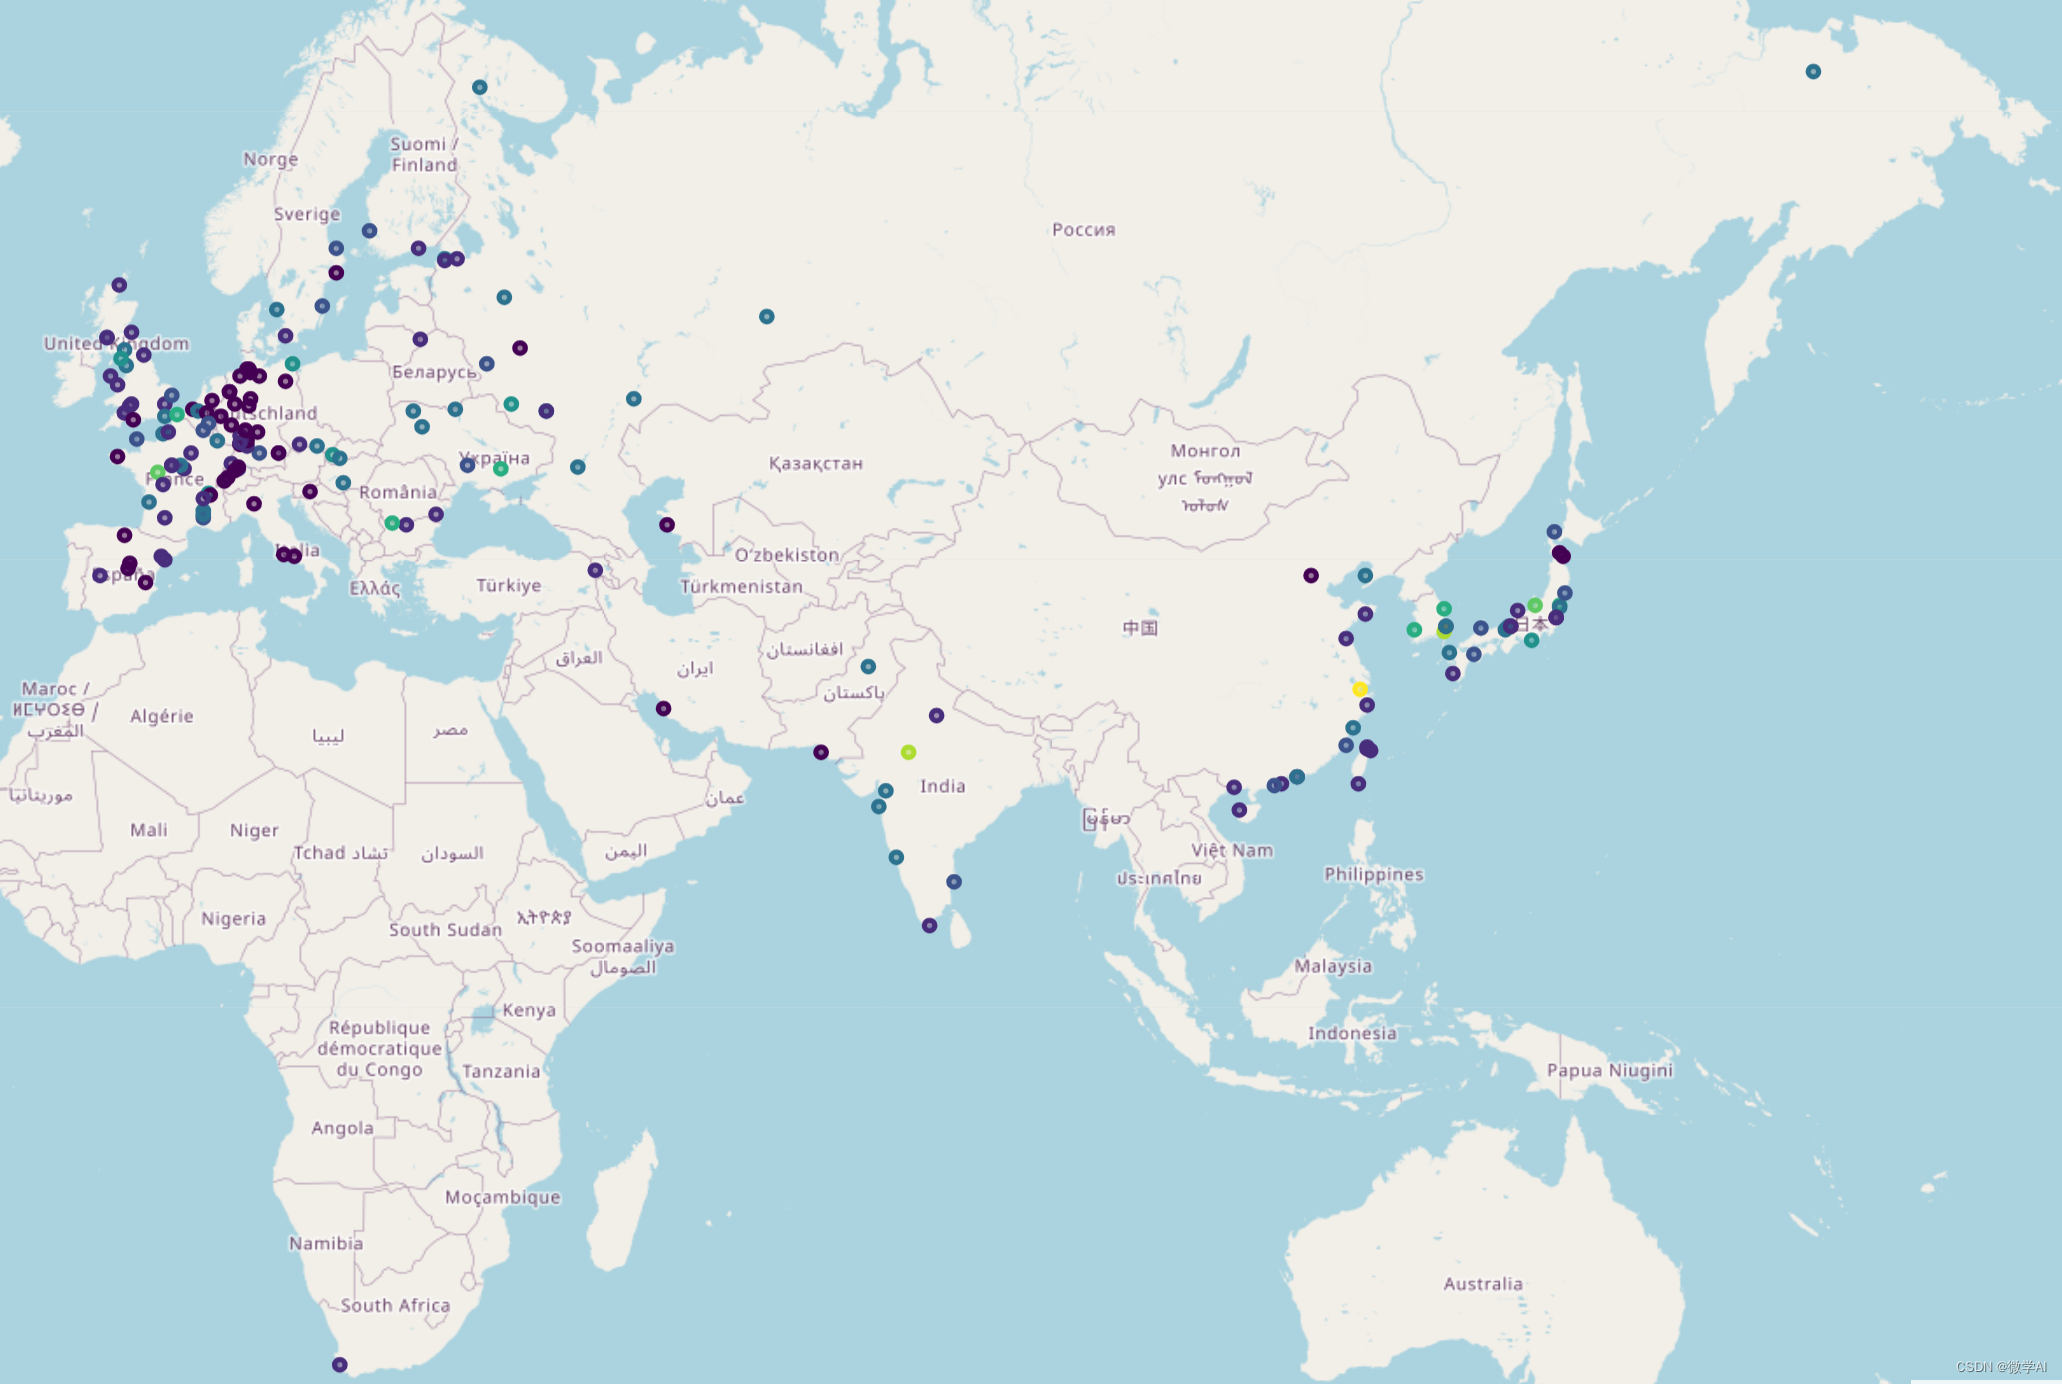 Suomi /
Finland
Norge
Sverige
Россия
United Kingdom
Беларусь
Deutschland
Монгол
улс ᠮᠣᠩᠭᠣᠯ
ᠤᠯᠤᠰ
Україна
Қазақстан
France
România
Italia
Oʻzbekiston
España
Ελλάς
Türkiye
Türkmenistan
中国
日本
افغانستان
العراق
ایران
پاکستان
Maroc /
ⵍⵎⵖⵔⵉⴱ /
المغرب
Algérie
ليبيا
مصر
India
موريتانيا
عمان
Mali
Niger
မြန်မာ
Tchad تشاد
السودان
اليمن
Việt Nam
ประเทศไทย
Philippines
Nigeria
ኢትዮጵያ
South Sudan
Soomaaliya
الصومال
Malaysia
Kenya
République
démocratique
du Congo
Indonesia
Tanzania
Papua Niugini
Angola
Moçambique
Namibia
Australia
South Africa
CSDN @微学AI